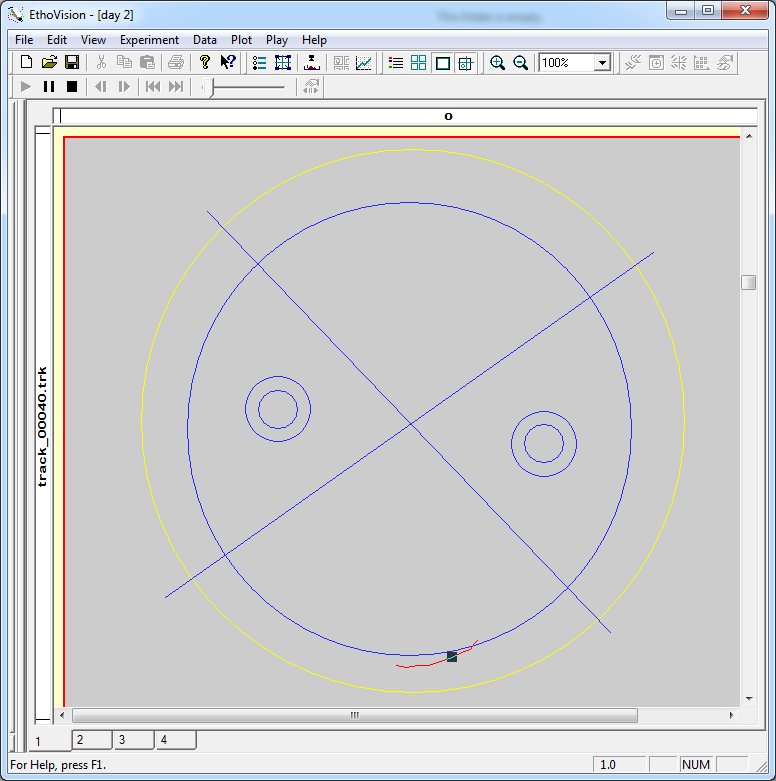 EthoVision - [day 2]
This folder is empty.
File Edit View Experiment Data Plot Play Help
100%
o
track_00040.trk
1 2 3 4
For Help, press F1.
1.0 NUM